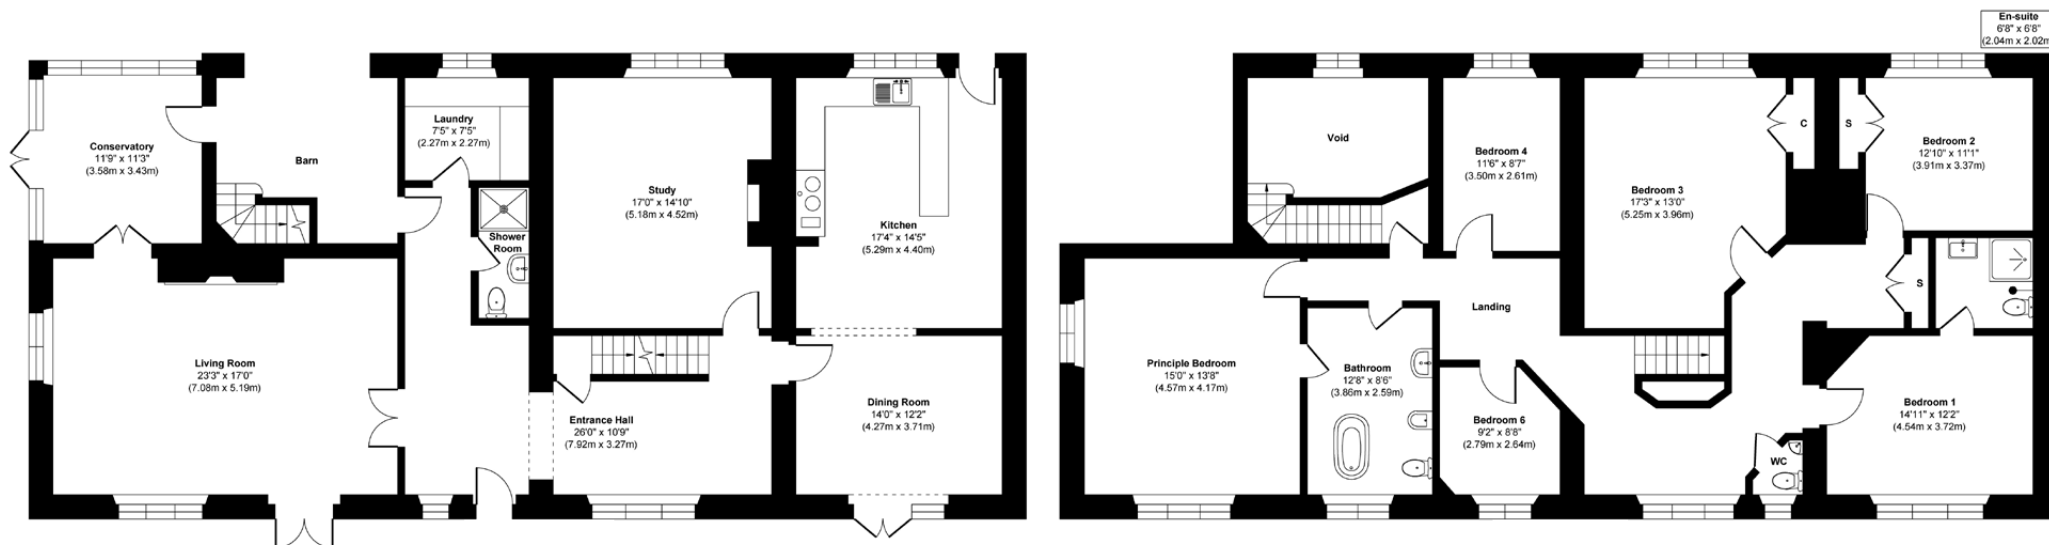 Conservatory
11'9" x 11'3"
(3.58m x 3.43m)
Barn
Laundry
7'5" x 7'5"
(2.27m x 2.27m)
Shower
Room
Study
17'0" x 14'10"
(5.18m x 4.52m)
Kitchen
17'4" x 14'5"
(5.29m x 4.40m)
Living Room
23'3" x 17'0"
(7.08m x 5.19m)
Entrance Hall
26'0" x 10'9"
(7.92m x 3.27m)
Dining Room
14'0" x 12'2"
(4.27m x 3.71m)
En-suite
6'8" x 6'8"
(2.04m x 2.02m
Void
Bedroom 4
11'6" x 8'7"
(3.50m x 2.61m)
Bedroom 3
17'3" x 13'0"
(5.25m x 3.96m)
C
S
Bedroom 2
12'10" x 11'1"
(3.91m x 3.37m)
S
Landing
Principle Bedroom
15'0" x 13'8"
(4.57m x 4.17m)
Bathroom
12'8" x 8'6"
(3.86m x 2.59m)
Bedroom 6
9'2" x 8'8"
(2.79m x 2.64m)
Bedroom 1
14'11" x 12'2"
(4.54m x 3.72m)
WC